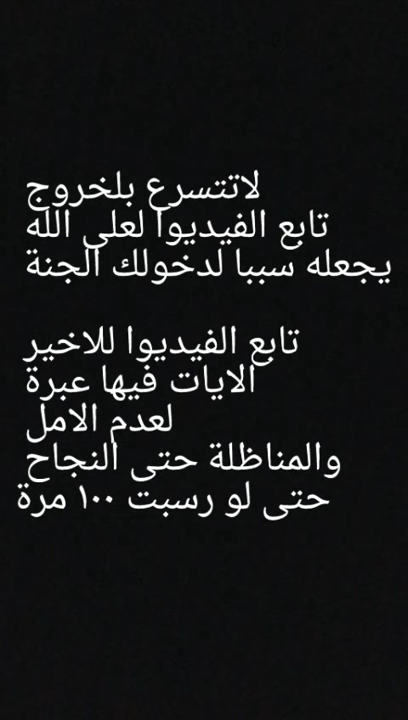 لاتتسرع بلخروج
تابع الفيديوا لعلى الله
يجعله سببا لدخولك الجنة
تابع الفيديوا للاخير
الايات فيها عبرة
لعدم الامل
والمناظلة حتى النجاح
حتى لو رسبت ١٠٠ مرة